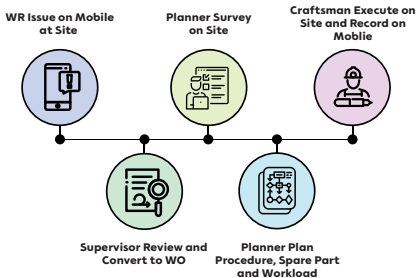 WR Issue on Mobile
at Site
Planner Survey
on Site
Craftsman Execute on
Site and Record on
Moblie
Supervisor Review and
Convert to WO
Planner Plan
Procedure, Spare Part
and Workload